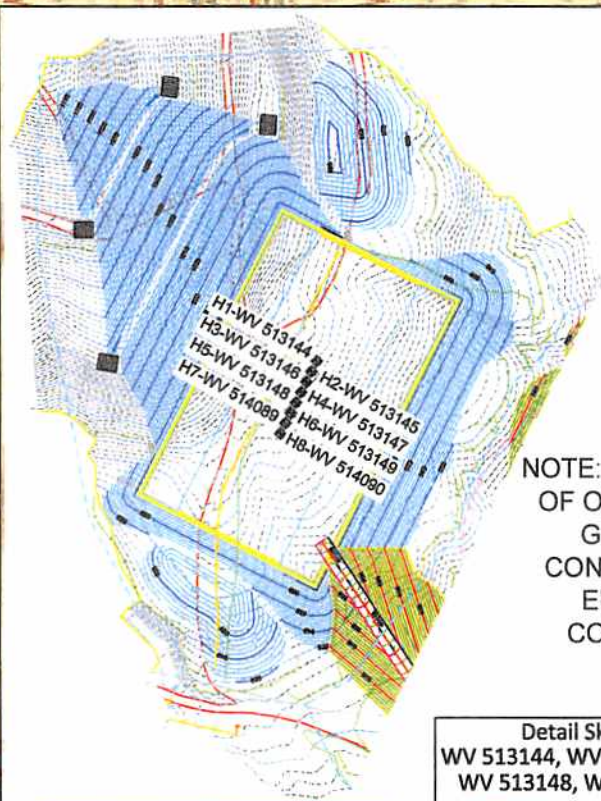 H1-WV 513144
H2-WV 513145
H3-WV 513146
H4-WV 513147
H5-WV 513148
H6-WV 513149
H7-WV 514089
H8-WV 514090
NOTE:
OF O
G
CON
E
CO
Detail Sk
WV 513144, WV
WV 513148, W